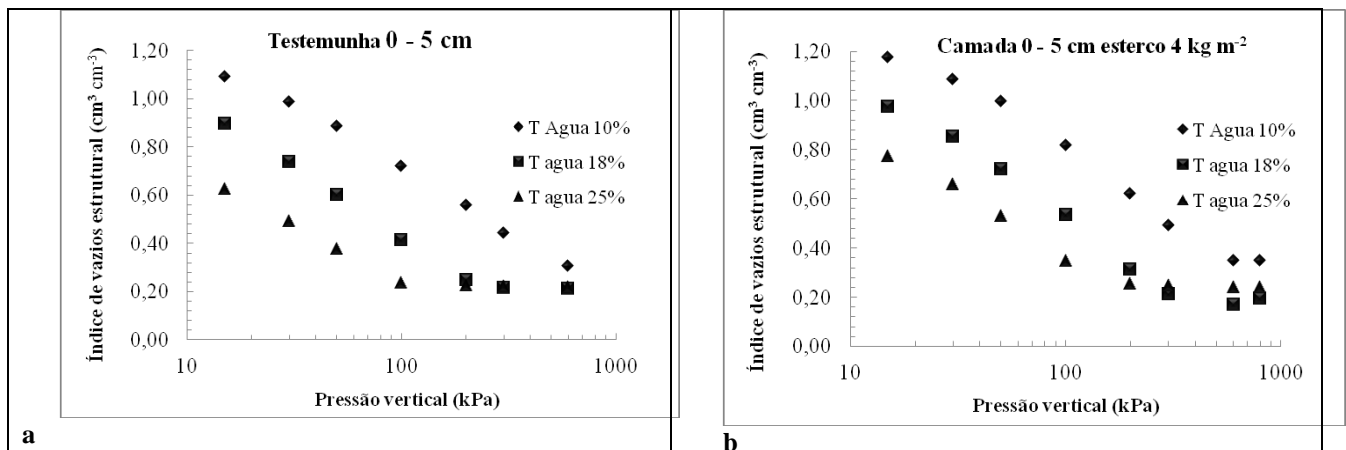 Testemunha 0 - 5 cm
Índice de vazios estrutural (cm³ cm⁻³)
1,20
1,00
0,80
0,60
0,40
0,20
0,00
10
100
1000
Pressão vertical (kPa)
T Agua 10%
T agua 18%
T agua 25%
a
Camada 0 - 5 cm esterco 4 kg m⁻²
Índice de vazios estrutural (cm³ cm⁻³)
1,20
1,00
0,80
0,60
0,40
0,20
0,00
10
100
1000
Pressão vertical (kPa)
T Agua 10%
T agua 18%
T agua 25%
b